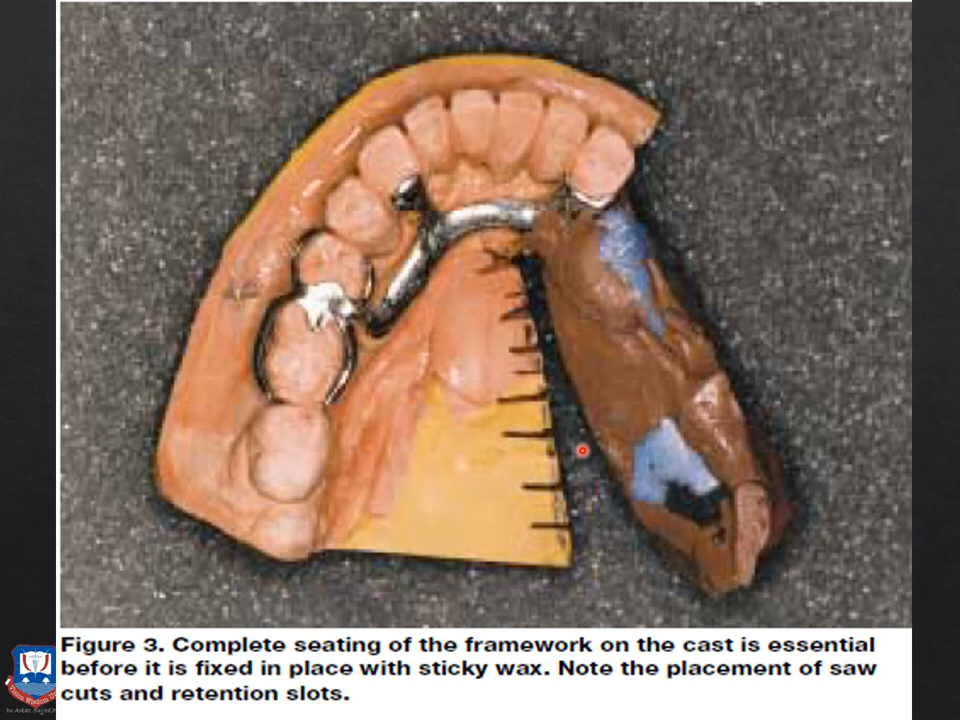 Figure 3. Complete seating of the framework on the cast is essential
before it is fixed in place with sticky wax. Note the placement of saw
cuts and retention slots.